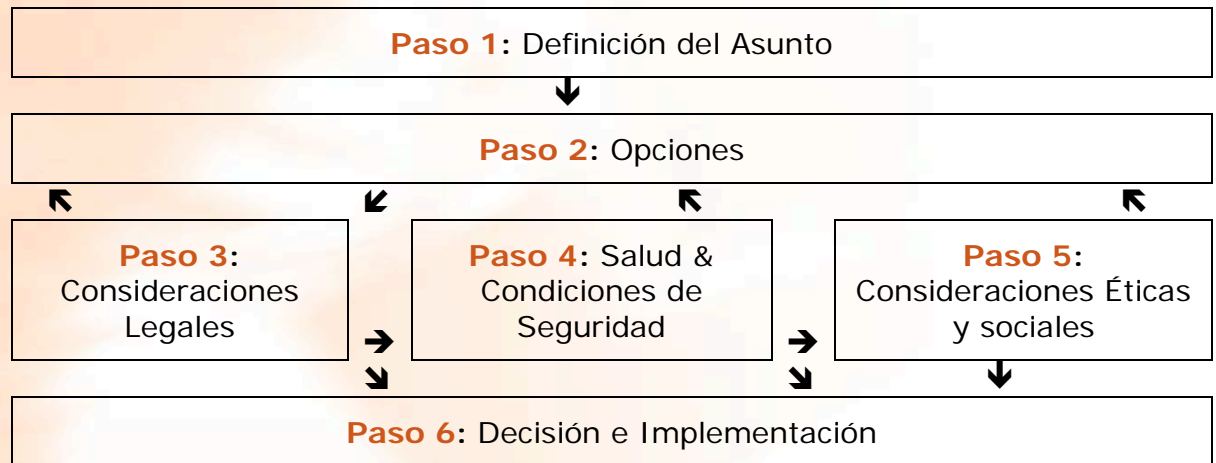 Paso 1: Definición del Asunto
Paso 2: Opciones
Paso 3:
Consideraciones
Legales
Paso 4: Salud &
Condiciones de
Seguridad
Paso 5:
Consideraciones Éticas
y sociales
Paso 6: Decisión e Implementación